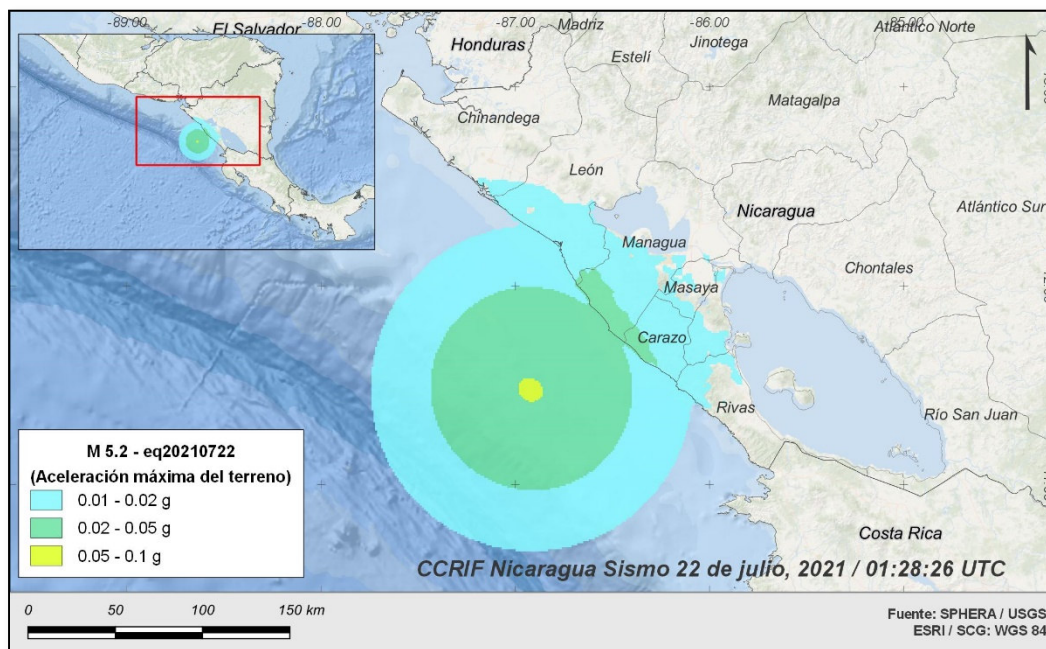 -89.00 -88.00 -87.00 -86.00 -85.00
El Salvador
Madriz
Atlántico Norte
Honduras
Jinotega
Estelí
Matagalpa
Chinandega
León
Nicaragua
Atlántico Sur
Managua
Chontales
Masaya
Carazo
Rivas
Río San Juan
Costa Rica
M 5.2 - eq20210722
(Aceleración máxima del terreno)
0.01 - 0.02 g
0.02 - 0.05 g
0.05 - 0.1 g
CCRIF Nicaragua Sismo 22 de julio, 2021 / 01:28:26 UTC
0 50 100 150 km
Fuente: SPHERA / USGS
ESRI / SCG: WGS 84